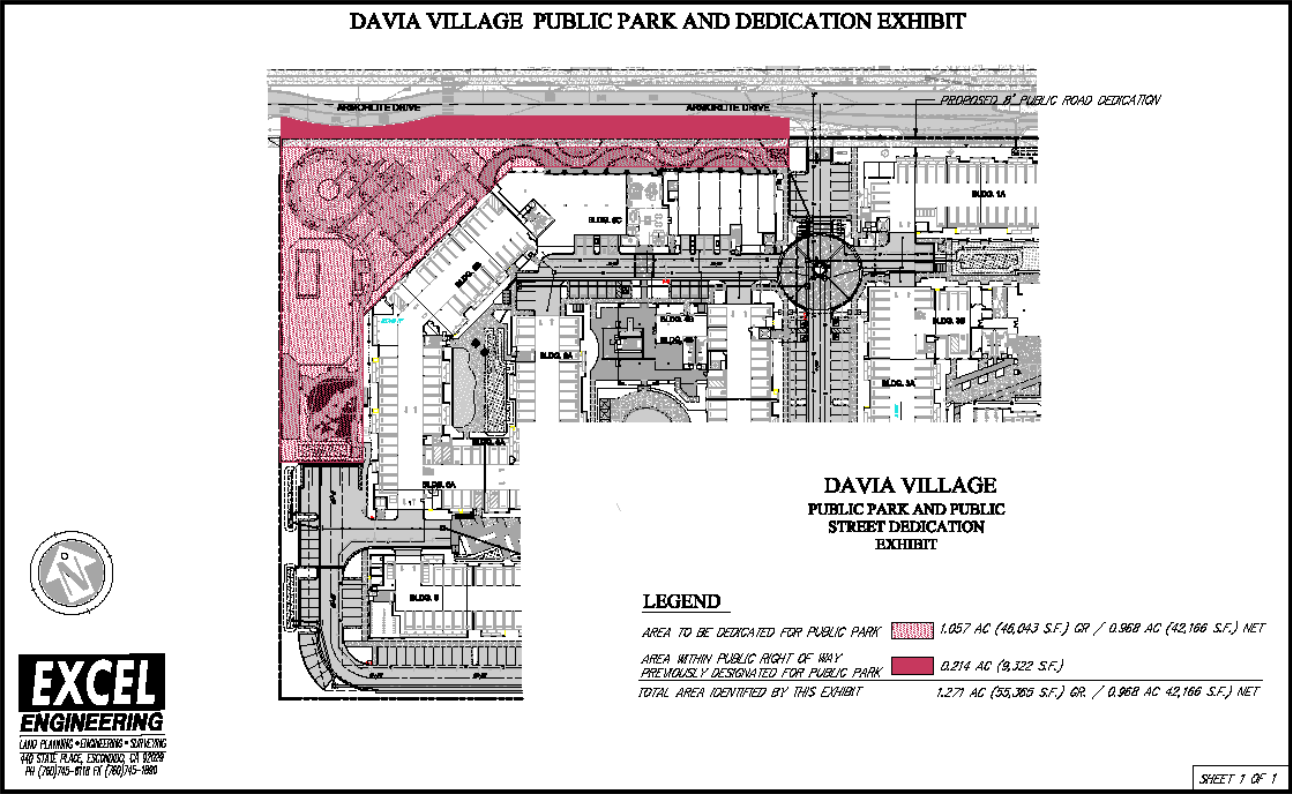 DAVIA VILLAGE PUBLIC PARK AND DEDICATION EXHIBIT
ARMORLITE DRIVE
ARMORLITE DRIVE
PROPOSED 8' PUBLIC ROAD DEDICATION
BLDG. 1A
BLDG. 6C
BLDG. 6B
BLDG. 4B
BLDG. 3B
BLDG. 3A
BLDG. 6A
DAVIA VILLAGE
PUBLIC PARK AND PUBLIC
STREET DEDICATION
EXHIBIT
N
LEGEND
AREA TO BE DEDICATED FOR PUBLIC PARK 1.057 AC (46,043 S.F.) GR / 0.968 AC (42,166 S.F.) NET
AREA WITHIN PUBLIC RIGHT OF WAY
PREVIOUSLY DESIGNATED FOR PUBLIC PARK 0.214 AC (9,322 S.F.)
TOTAL AREA IDENTIFIED BY THIS EXHIBIT 1.271 AC (55,365 S.F.) GR. / 0.968 AC 42,166 S.F.) NET
EXCEL
ENGINEERING
LAND PLANNING • ENGINEERING • SURVEYING
440 STATE PLACE, ESCONDIDO, CA 92029
PH (760)745-8118 FX (760)745-1890
SHEET 1 OF 1